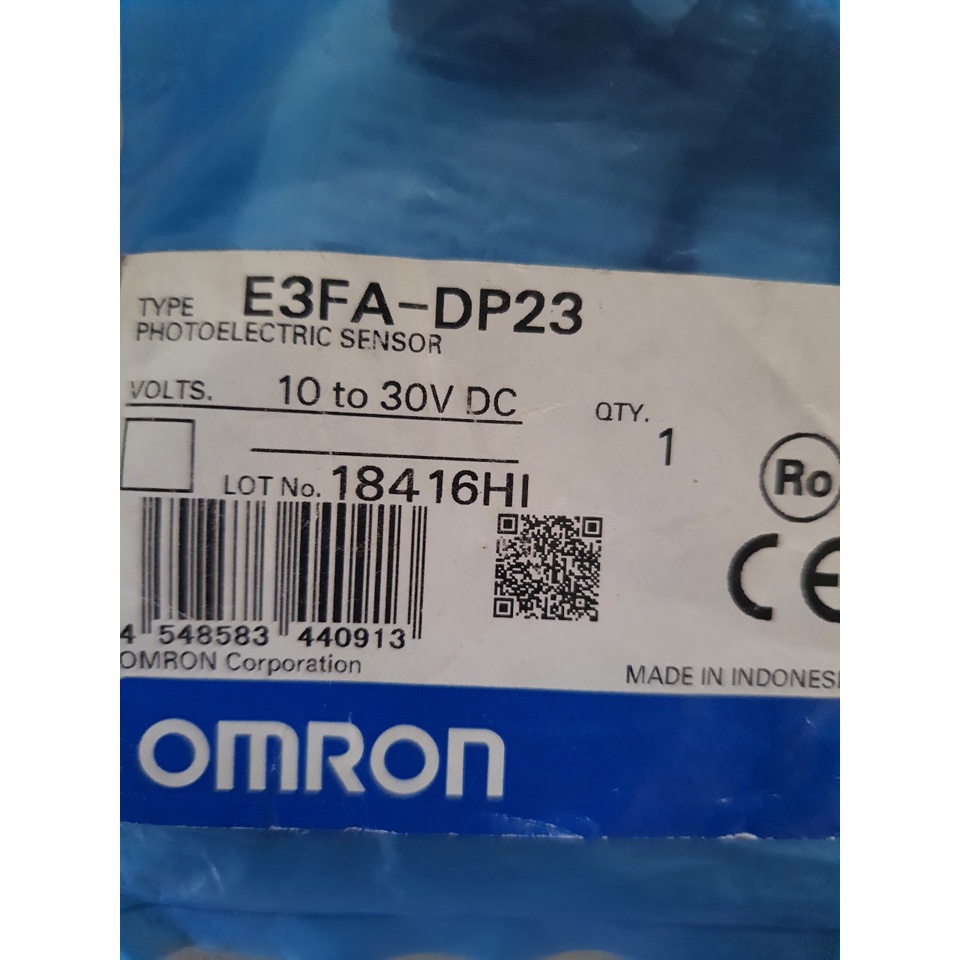 TYPE E3FA-DP23
PHOTOELECTRIC SENSOR
VOLTS. 10 to 30V DC
QTY. 1
LOT No. 18416HI
Ro
CE
4 548583 440913
OMRON Corporation
MADE IN INDONESI
OMRON